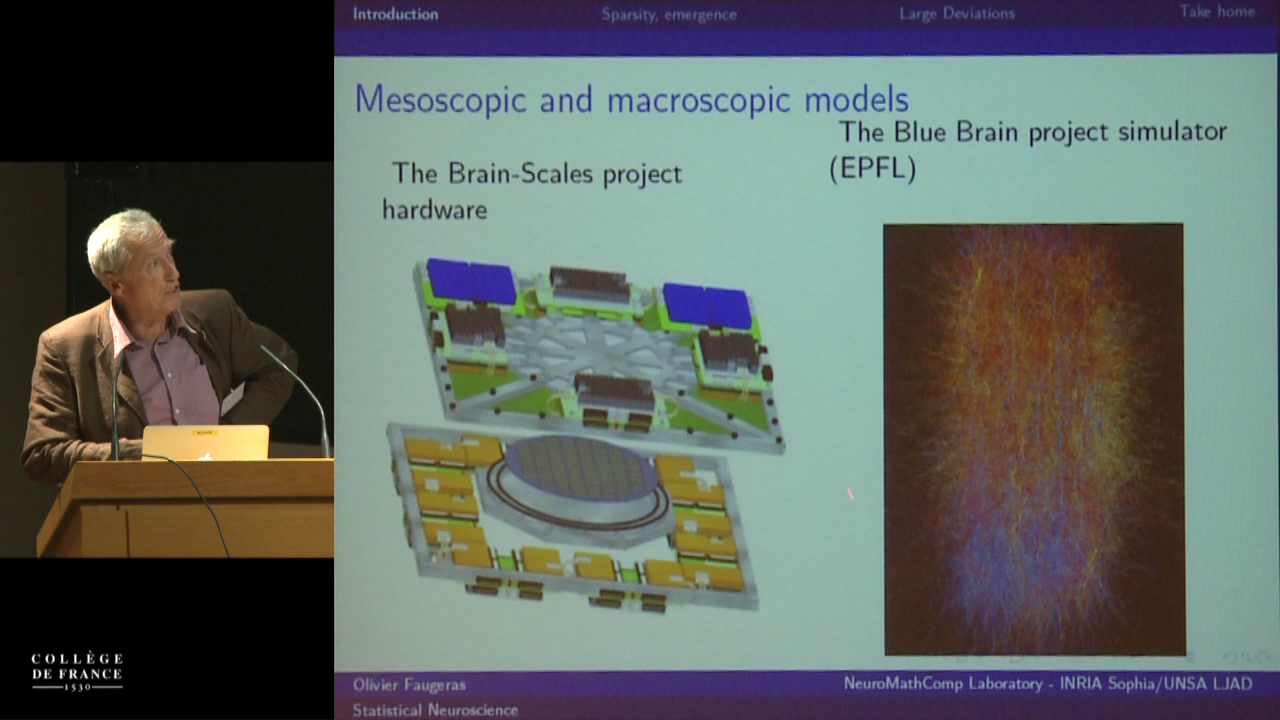 Introduction
Sparsity, emergence
Large Deviations
Take home
Mesoscopic and macroscopic models
The Brain-Scales project
hardware
The Blue Brain project simulator
(EPFL)
Olivier Faugeras
NeuroMathComp Laboratory - INRIA Sophia/UNSA LJAD
Statistical Neuroscience
COLLÈGE
DE FRANCE
1530